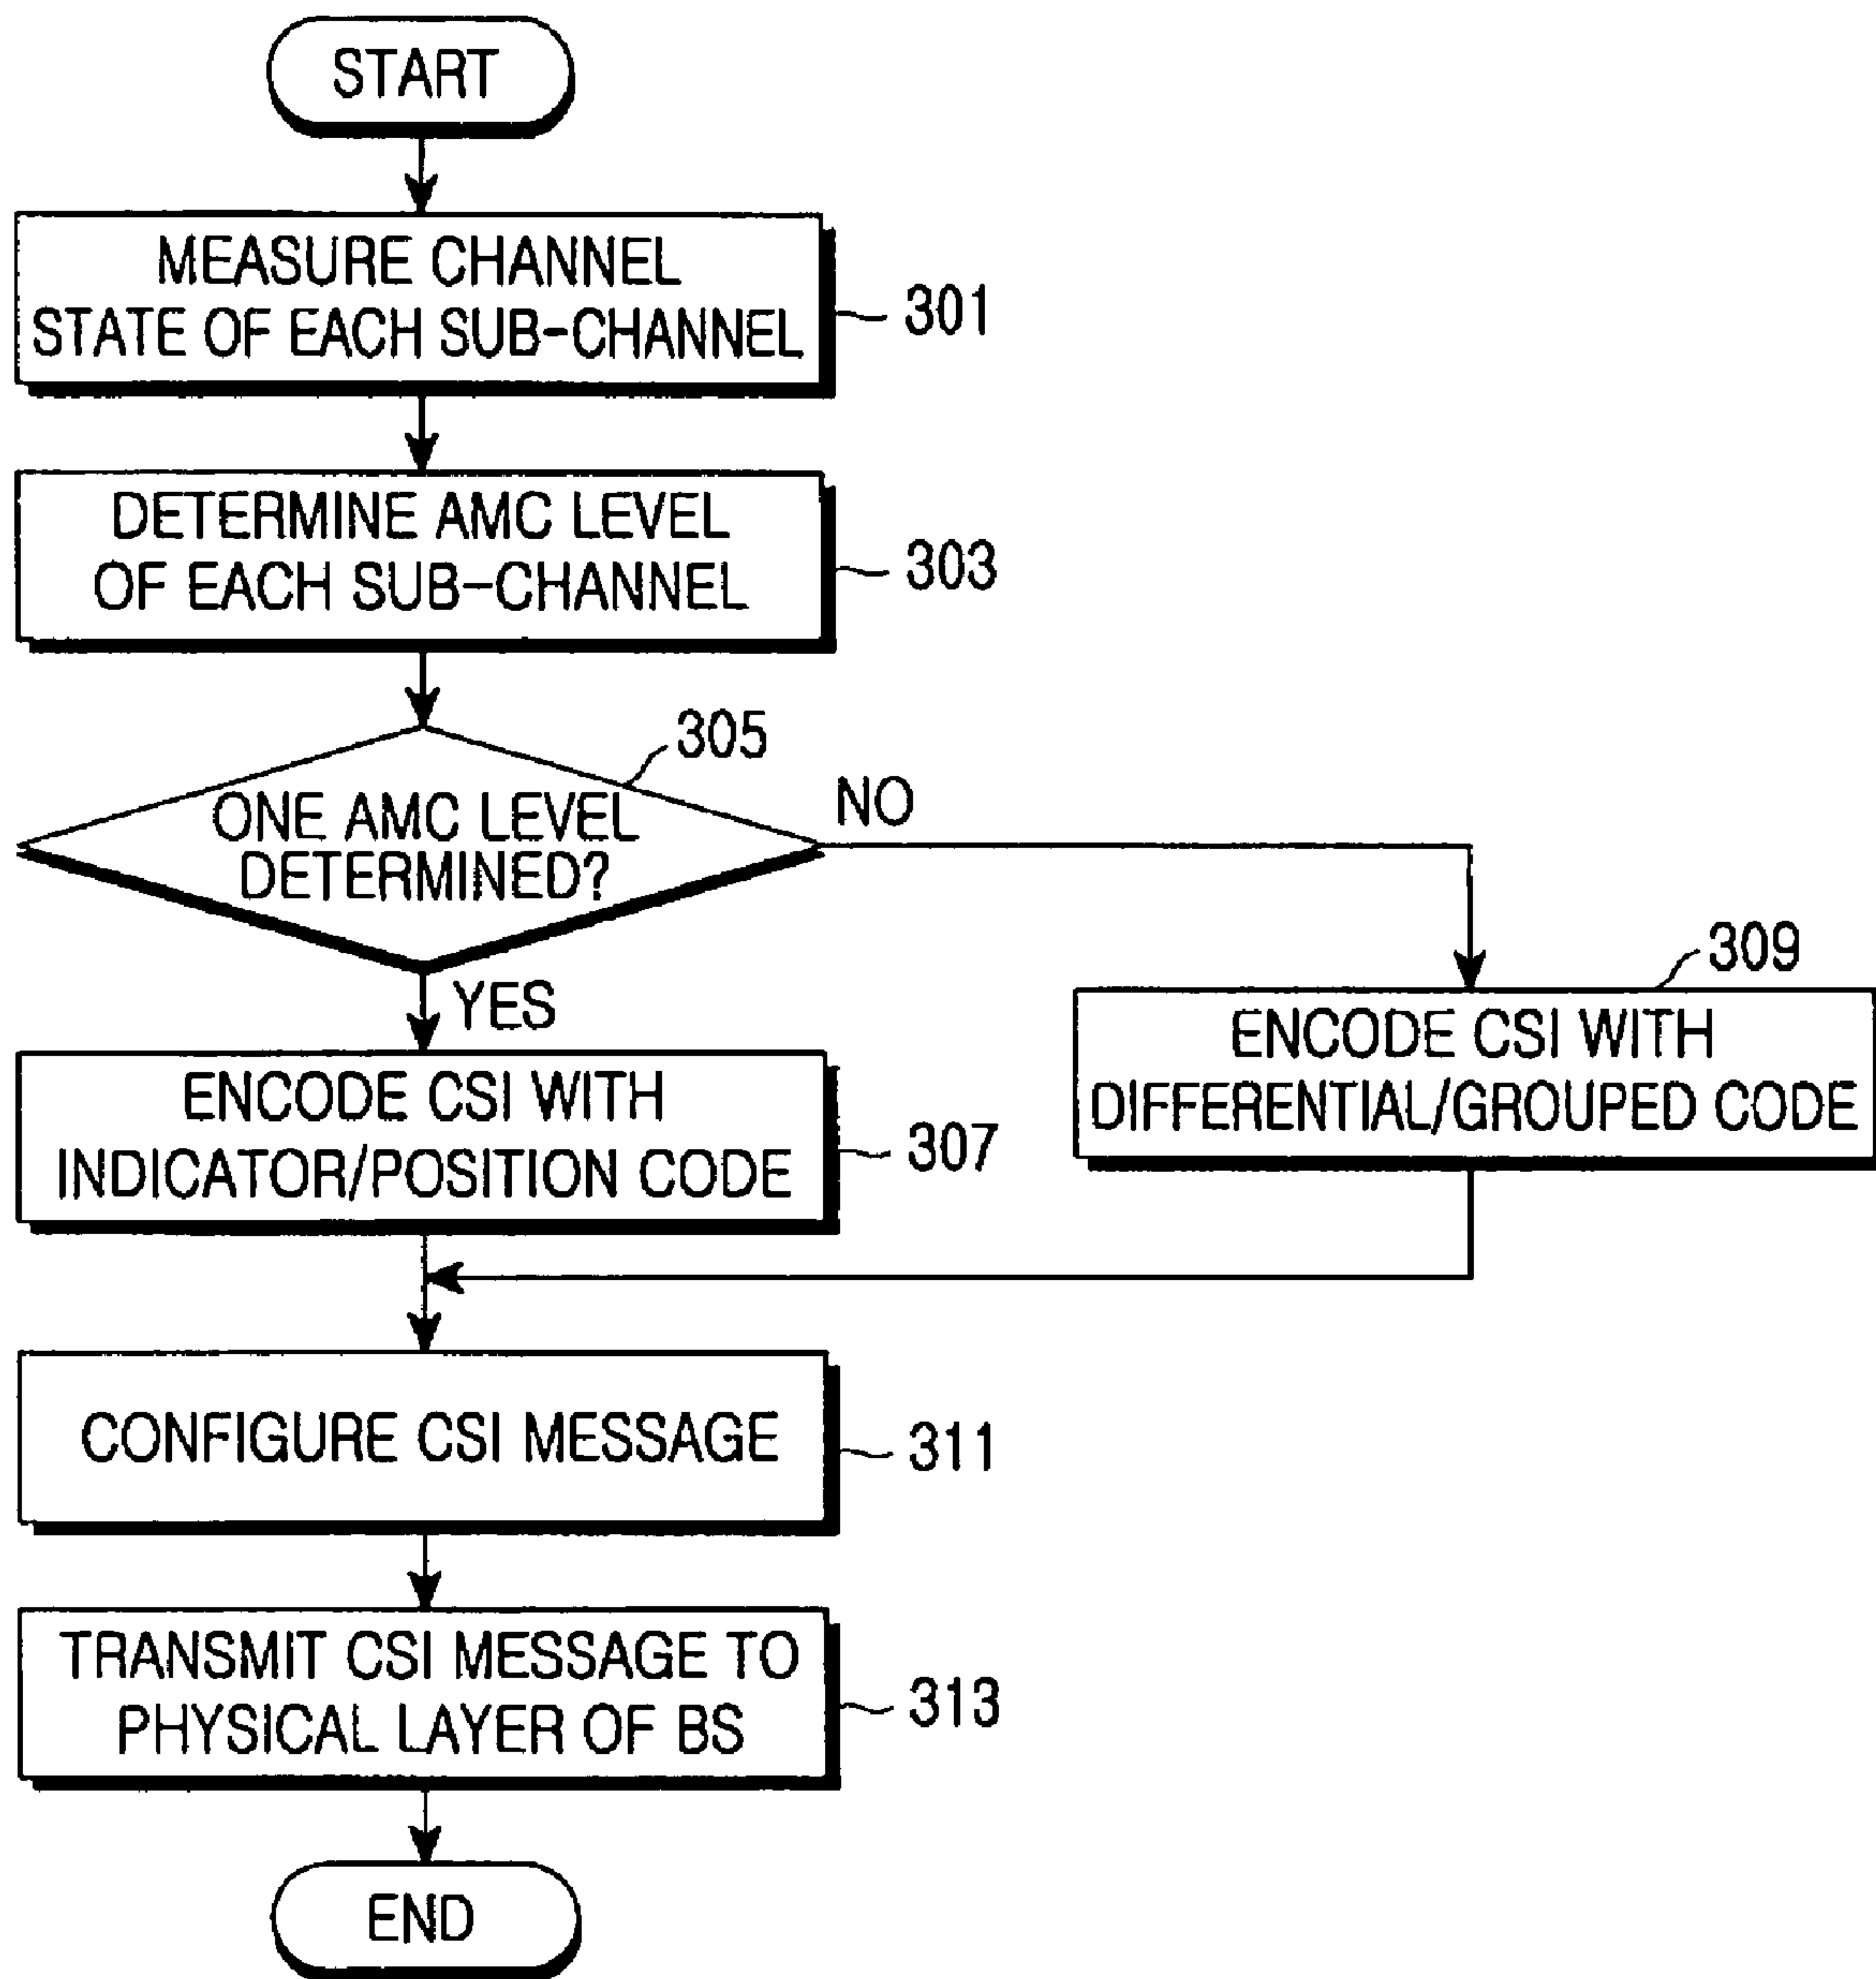 START
MEASURE CHANNEL
STATE OF EACH SUB-CHANNEL
301
DETERMINE AMC LEVEL
OF EACH SUB-CHANNEL
303
305
ONE AMC LEVEL
DETERMINED?
NO
YES
309
ENCODE CSI WITH
DIFFERENTIAL/GROUPED CODE
ENCODE CSI WITH
INDICATOR/POSITION CODE
307
CONFIGURE CSI MESSAGE
311
TRANSMIT CSI MESSAGE TO
PHYSICAL LAYER OF BS
313
END